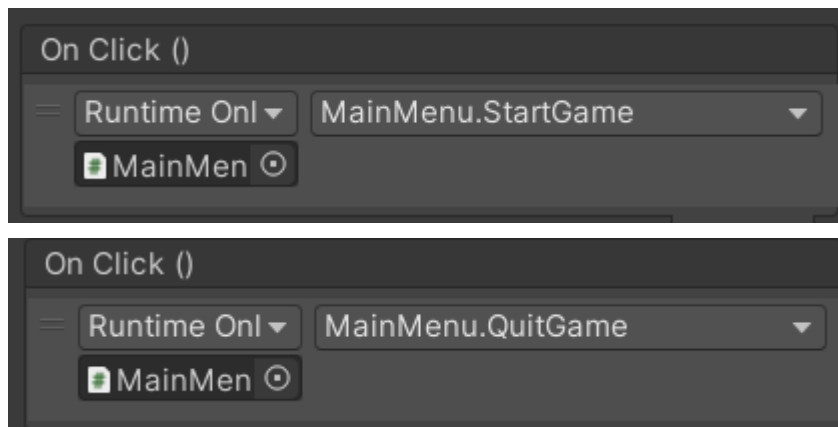 On Click ()
Runtime Onl MainMenu.StartGame
MainMen
On Click ()
Runtime Onl MainMenu.QuitGame
MainMen